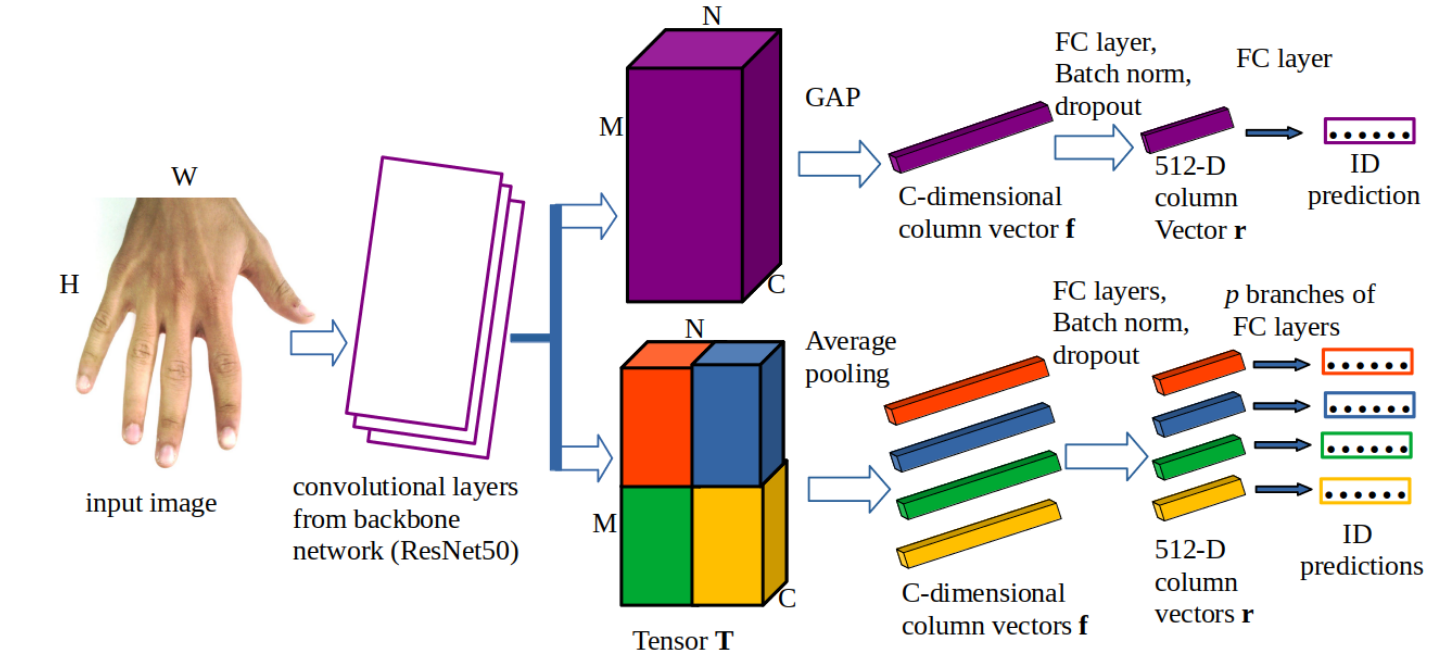 W
H
input image
convolutional layers
from backbone
network (ResNet50)
N
M
C
GAP
C-dimensional
column vector f
FC layer,
Batch norm,
dropout
512-D
column
Vector r
FC layer
ID
prediction
N
M
C
Tensor T
Average
pooling
C-dimensional
column vectors f
FC layers,
Batch norm,
dropout
512-D
column
vectors r
p branches of
FC layers
ID
predictions